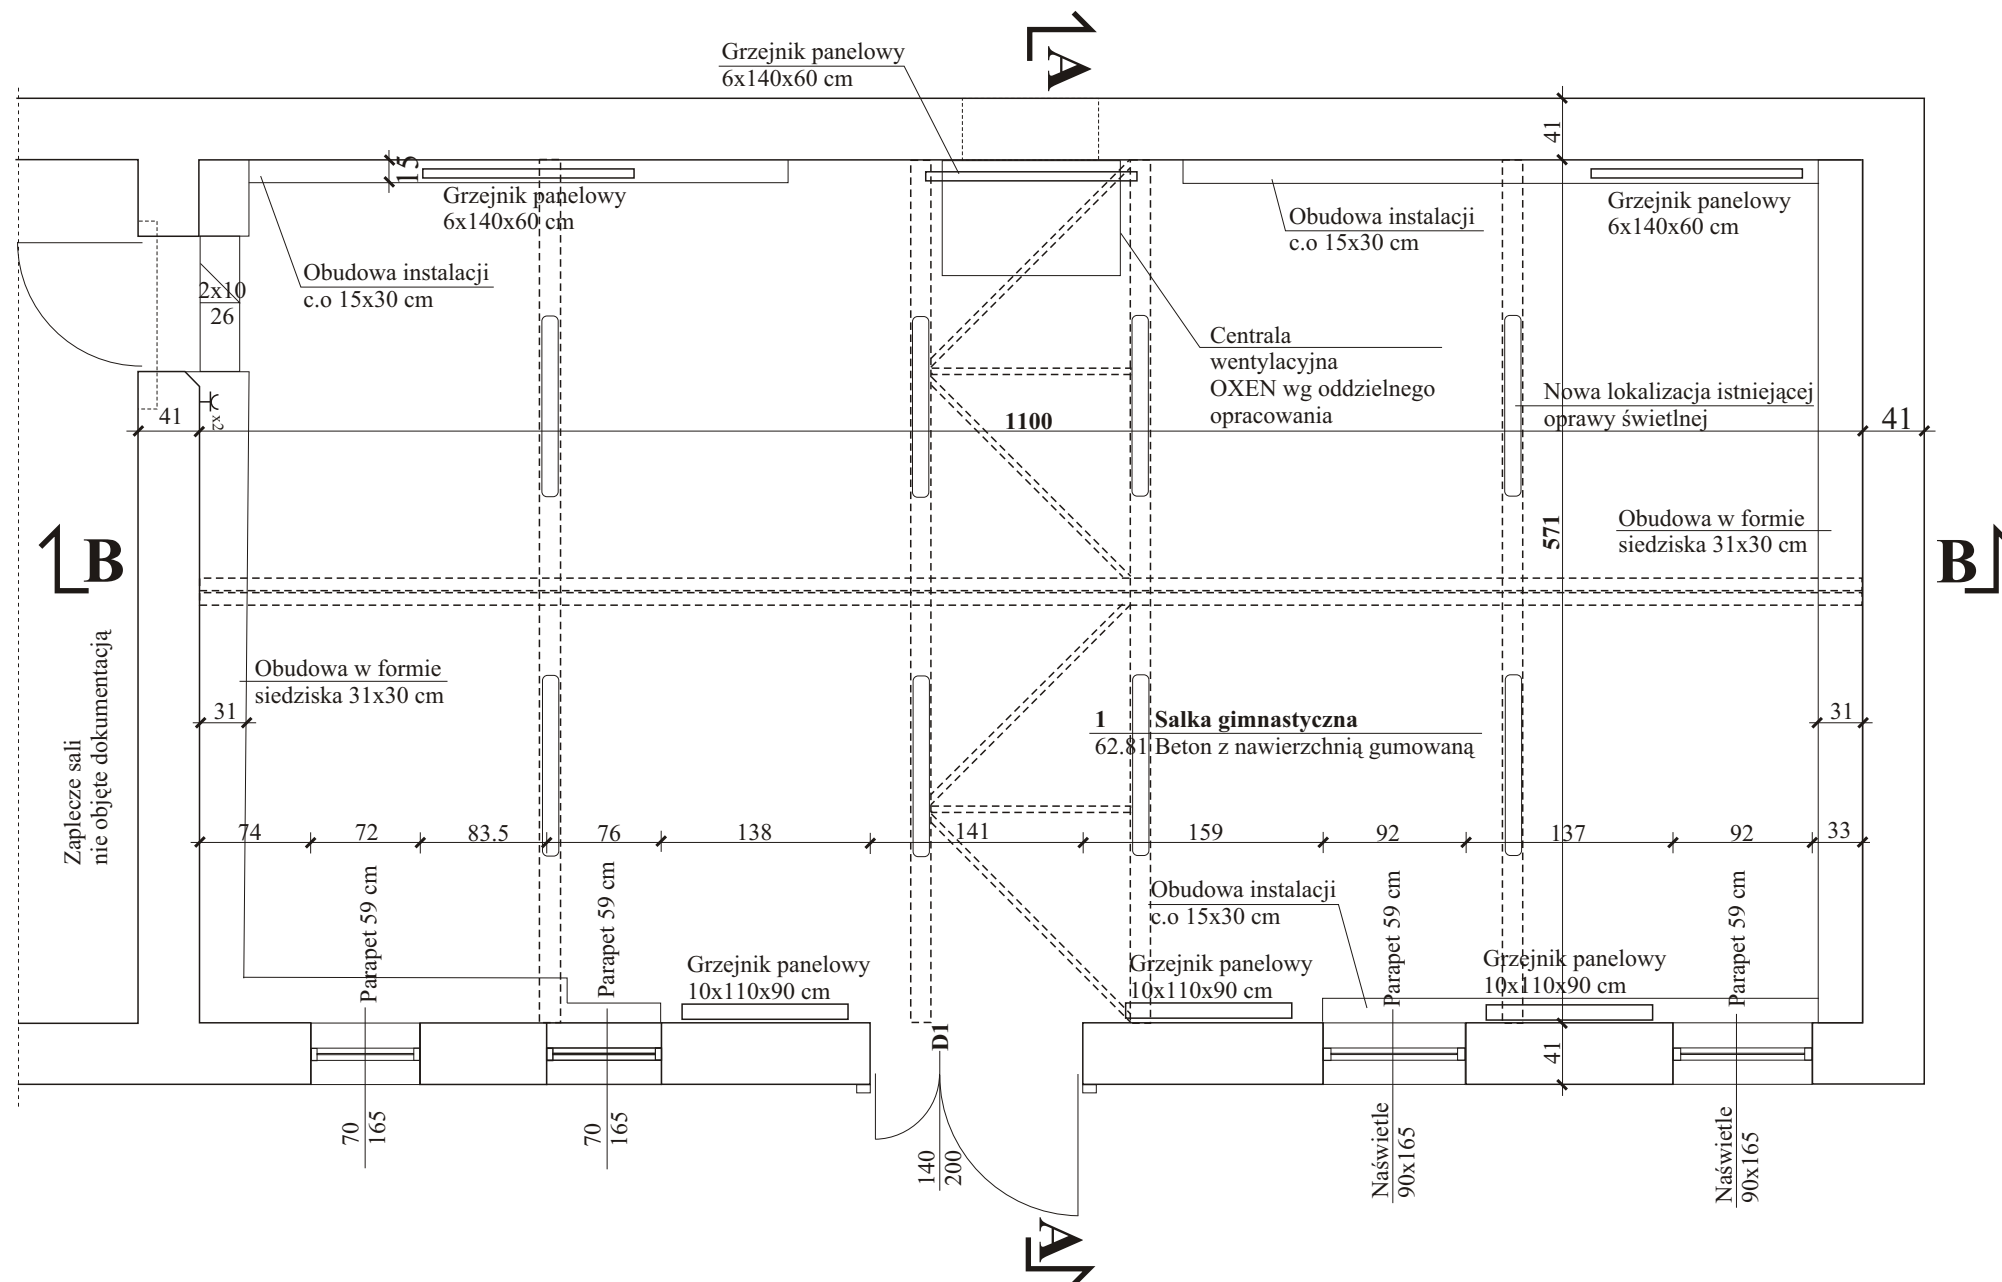 A
Grzejnik panelowy
6x140x60 cm
41
15
Grzejnik panelowy
6x140x60 cm
Obudowa instalacji
c.o 15x30 cm
Grzejnik panelowy
6x140x60 cm
Obudowa instalacji
c.o 15x30 cm
2x10
26
Centrala
wentylacyjna
OXEN wg oddzielnego
opracowania
Nowa lokalizacja istniejącej
oprawy świetlnej
41
x2
1100
41
571
Obudowa w formie
siedziska 31x30 cm
B
B
Zaplecze sali
nie objęte dokumentacją
Obudowa w formie
siedziska 31x30 cm
31
1 Salka gimnastyczna
62.81 Beton z nawierzchnią gumowaną
31
74 72 83.5 76 138 141 159 92 137 92 33
Parapet 59 cm
Parapet 59 cm
Obudowa instalacji
c.o 15x30 cm
Parapet 59 cm
Parapet 59 cm
Grzejnik panelowy
10x110x90 cm
Grzejnik panelowy
10x110x90 cm
Grzejnik panelowy
10x110x90 cm
D1
41
70
165
70
165
140
200
Naświetle
90x165
Naświetle
90x165
A